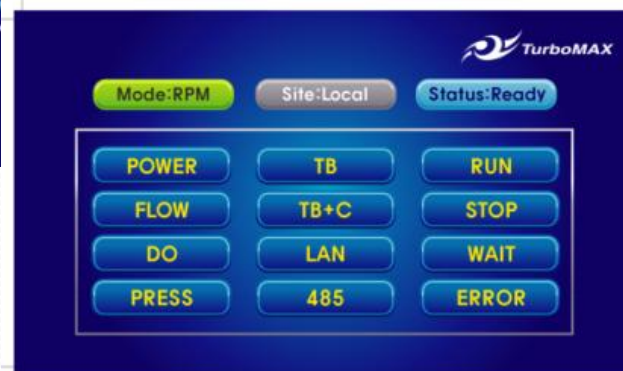 TurboMAX
Mode:RPM Site:Local Status:Ready
POWER TB RUN
FLOW TB+C STOP
DO LAN WAIT
PRESS 485 ERROR